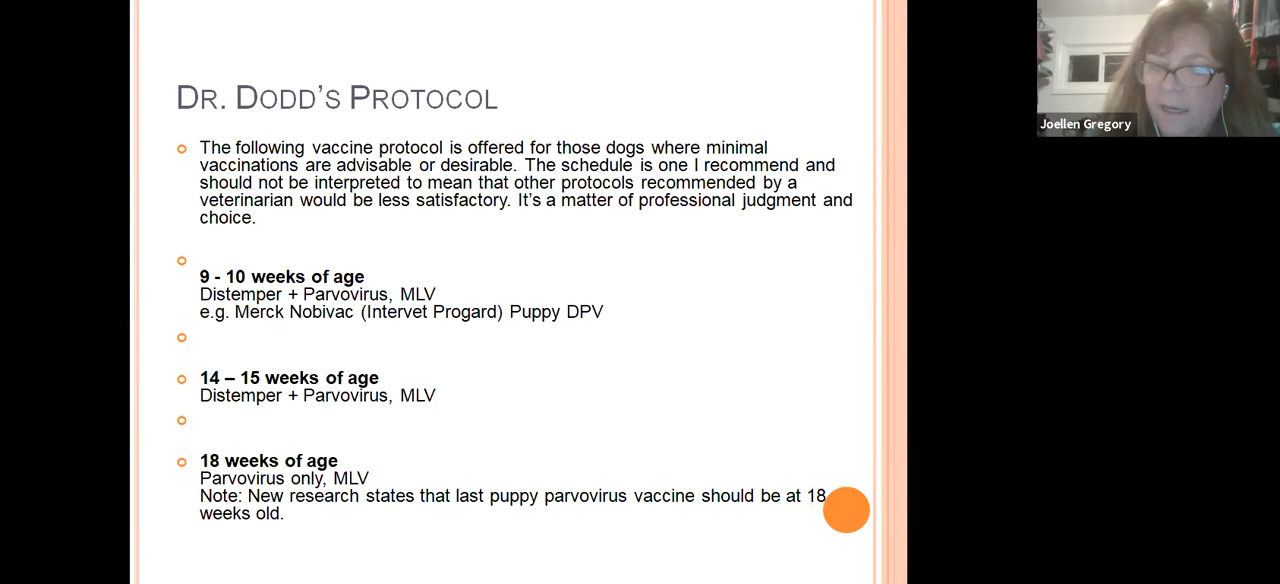 DR. DODD'S PROTOCOL
The following vaccine protocol is offered for those dogs where minimal
vaccinations are advisable or desirable. The schedule is one I recommend and
should not be interpreted to mean that other protocols recommended by a
veterinarian would be less satisfactory. It's a matter of professional judgment and
choice.
9 - 10 weeks of age
Distemper + Parvovirus, MLV
e.g. Merck Nobivac (Intervet Progard) Puppy DPV
14 – 15 weeks of age
Distemper + Parvovirus, MLV
18 weeks of age
Parvovirus only, MLV
Note: New research states that last puppy parvovirus vaccine should be at 18
weeks old.
Joellen Gregory